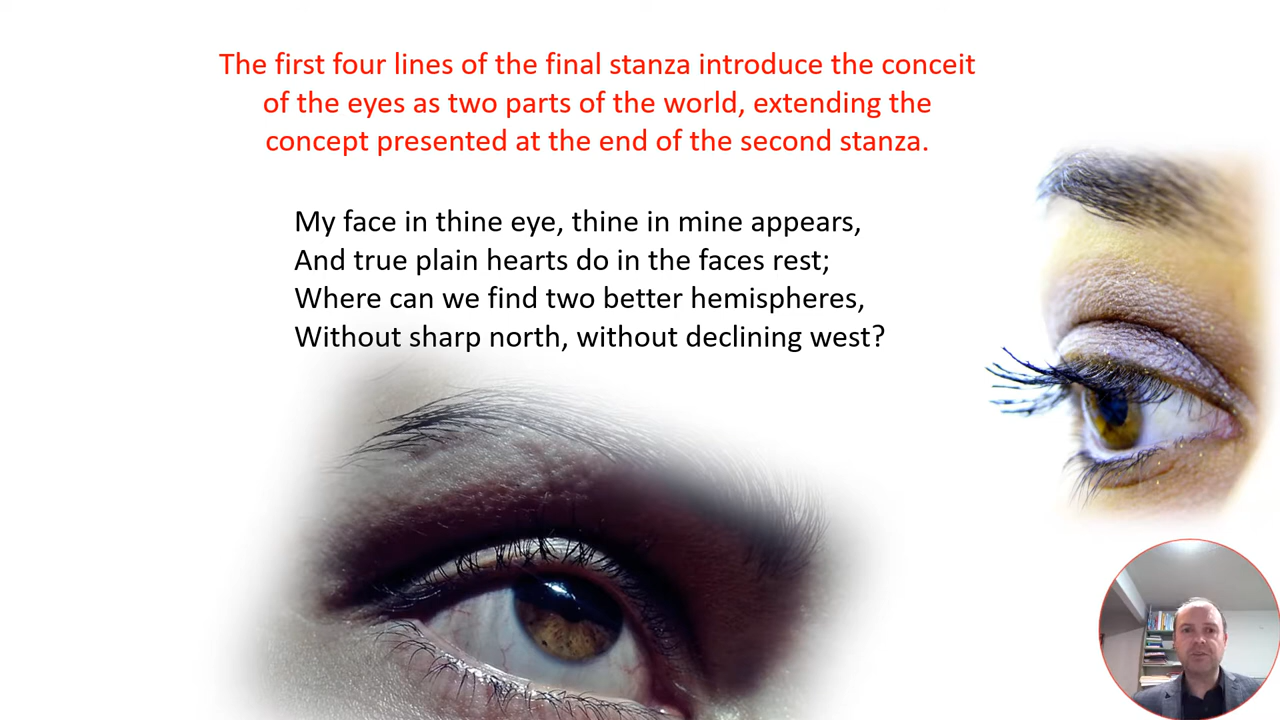 The first four lines of the final stanza introduce the conceit
of the eyes as two parts of the world, extending the
concept presented at the end of the second stanza.
My face in thine eye, thine in mine appears,
And true plain hearts do in the faces rest;
Where can we find two better hemispheres,
Without sharp north, without declining west?